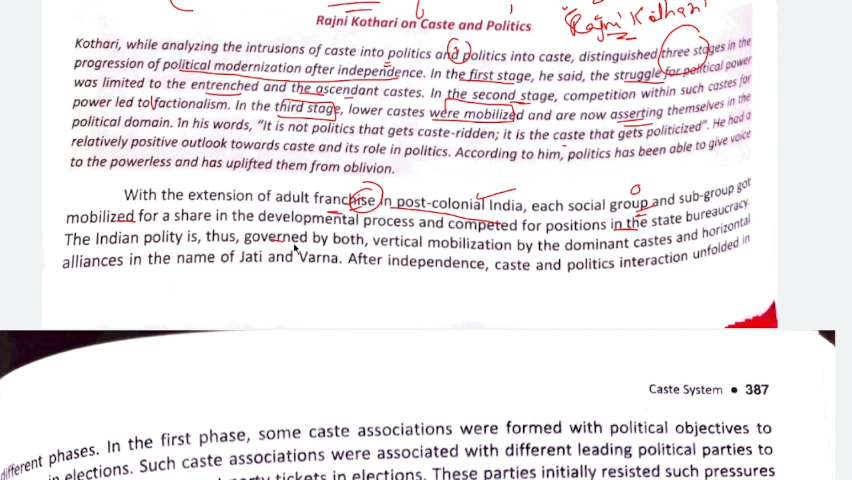 Rajni Kothari on Caste and Politics
Rajni Kothari
Kothari, while analyzing the intrusions of caste into politics and politics into caste, distinguished three stages in the
progression of political modernization after independence. In the first stage, he said, the struggle for political power
was limited to the entrenched and the ascendant castes. In the second stage, competition within such castes for
power led to factionalism. In the third stage, lower castes were mobilized and are now asserting themselves in the
political domain. In his words, "It is not politics that gets caste-ridden; it is the caste that gets politicized". He had a
relatively positive outlook towards caste and its role in politics. According to him, politics has been able to give voice
to the powerless and has uplifted them from oblivion.
With the extension of adult franchise in post-colonial India, each social group and sub-group got
mobilized for a share in the developmental process and competed for positions in the state bureaucracy.
The Indian polity is, thus, governed by both, vertical mobilization by the dominant castes and horizontal
alliances in the name of Jati and Varna. After independence, caste and politics interaction unfolded in
Caste System • 387
different phases. In the first phase, some caste associations were formed with political objectives to
in elections. Such caste associations were associated with different leading political parties to
party tickets in elections. These parties initially resisted such pressures